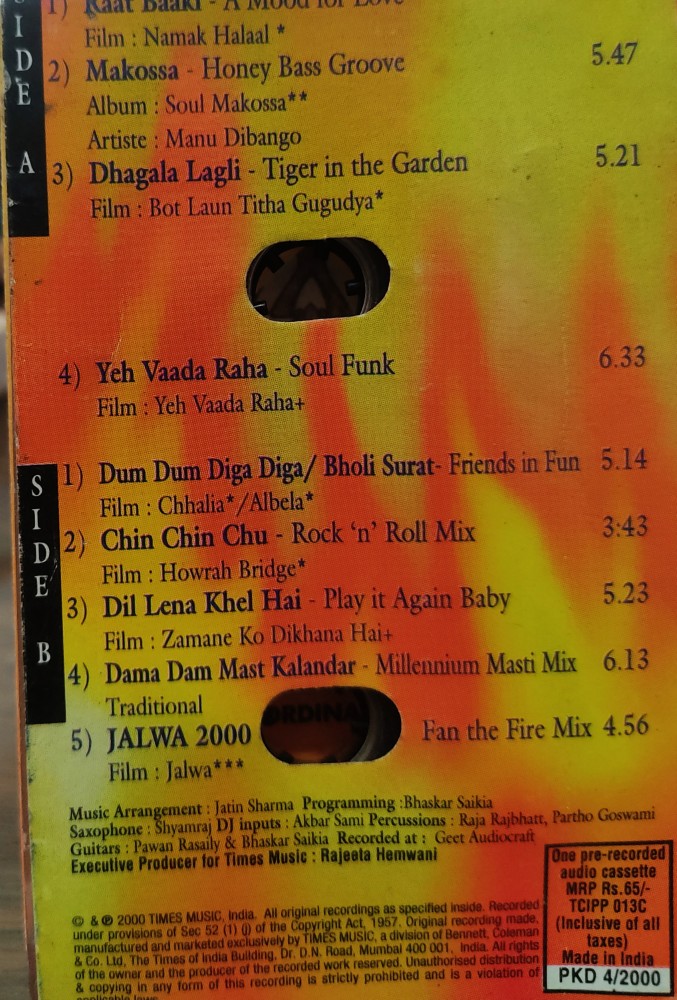 SIDE A
1) Raat Baaki - A Mood for Love
Film : Namak Halaal *
2) Makossa - Honey Bass Groove 5.47
Album : Soul Makossa**
Artiste : Manu Dibango
3) Dhagala Lagli - Tiger in the Garden 5.21
Film : Bot Laun Titha Gugudya*
4) Yeh Vaada Raha - Soul Funk 6.33
Film : Yeh Vaada Raha+
SIDE B
1) Dum Dum Diga Diga/ Bholi Surat- Friends in Fun 5.14
Film : Chhalia*/Albela*
2) Chin Chin Chu - Rock ‘n’ Roll Mix 3:43
Film : Howrah Bridge*
3) Dil Lena Khel Hai - Play it Again Baby 5.23
Film : Zamane Ko Dikhana Hai+
4) Dama Dam Mast Kalandar - Millennium Masti Mix 6.13
Traditional
5) JALWA 2000 Fan the Fire Mix 4.56
Film : Jalwa***
Music Arrangement : Jatin Sharma Programming :Bhaskar Saikia
Saxophone : Shyamraj DJ inputs : Akbar Sami Percussions : Raja Rajbhatt, Partho Goswami
Guitars : Pawan Rasaily & Bhaskar Saikia Recorded at : Geet Audiocraft
Executive Producer for Times Music : Rajeeta Hemwani
© & ℗ 2000 TIMES MUSIC, India. All original recordings as specified inside. Recorded
under provisions of Sec 52 (1) (j) of the Copyright Act, 1957. Original recording made,
manufactured and marketed exclusively by TIMES MUSIC, a division of Bennett, Coleman
& Co. Ltd, The Times of India Building, Dr. D.N. Road, Mumbai 400 001, India. All rights
of the owner and the producer of the recorded work reserved. Unauthorised distribution
& copying in any form of this recording is strictly prohibited and is a violation of
applicable laws
One pre-recorded
audio cassette
MRP Rs.65/-
TCIPP 013C
(Inclusive of all
taxes)
Made in India
PKD 4/2000